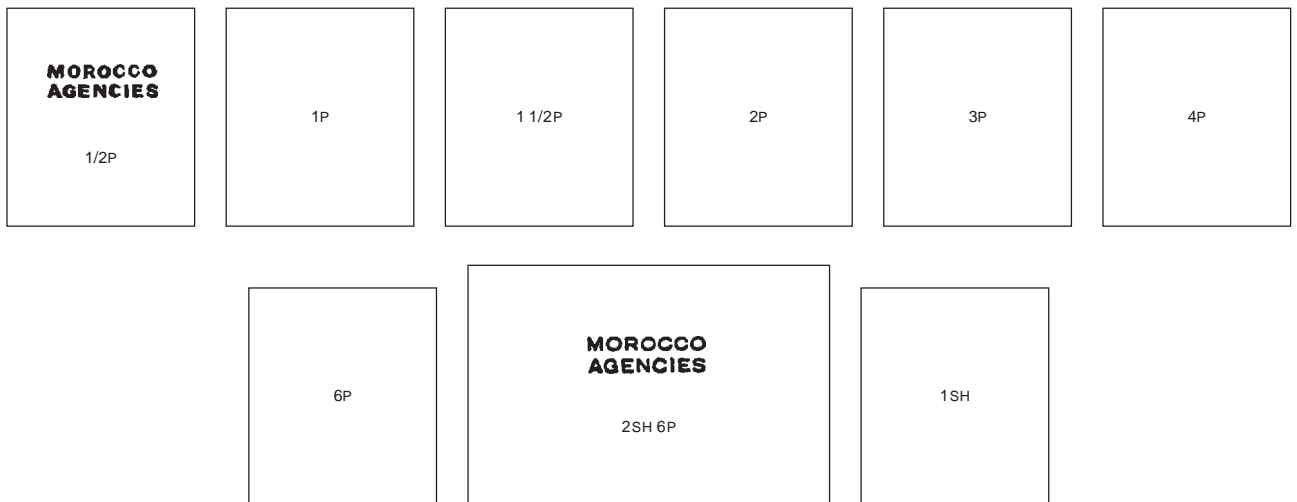 MOROCCO
AGENCIES
1/2P
1P
1 1/2P
2P
3P
4P
6P
MOROCCO
AGENCIES
2SH 6P
1SH